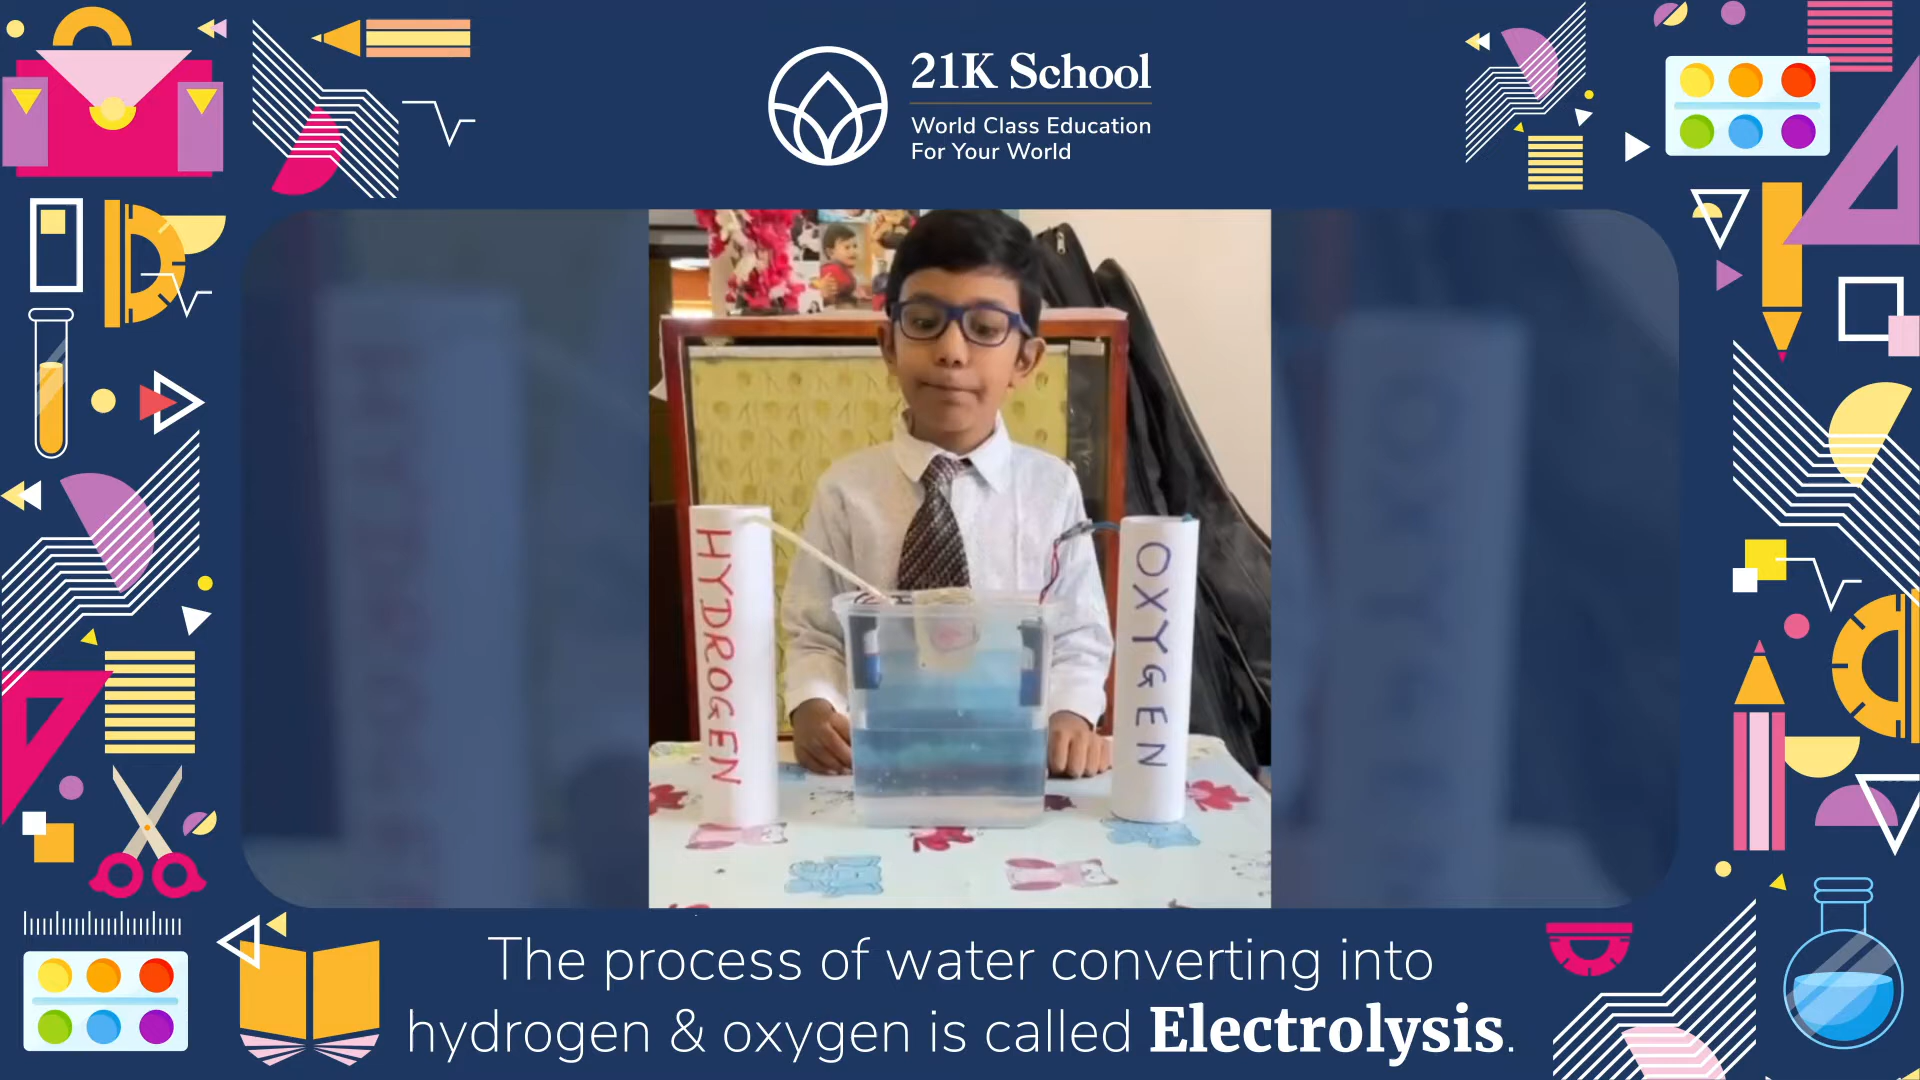 21K School
World Class Education
For Your World
HYDROGEN
OXYGEN
The process of water converting into
hydrogen & oxygen is called Electrolysis.